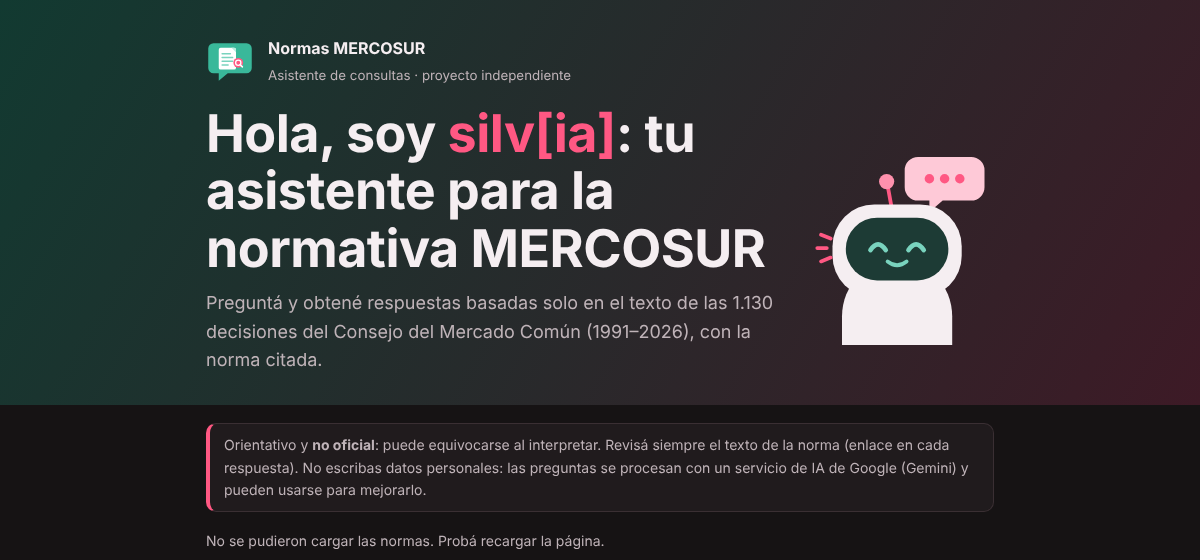 Normas MERCOSUR
Asistente de consultas · proyecto independiente
Hola, soy silv[ia]: tu
asistente para la
normativa MERCOSUR
Preguntá y obtené respuestas basadas solo en el texto de las 1.130
decisiones del Consejo del Mercado Común (1991–2026), con la
norma citada.
Orientativo y no oficial: puede equivocarse al interpretar. Revisá siempre el texto de la norma (enlace en cada
respuesta). No escribas datos personales: las preguntas se procesan con un servicio de IA de Google (Gemini) y
pueden usarse para mejorarlo.
No se pudieron cargar las normas. Probá recargar la página.